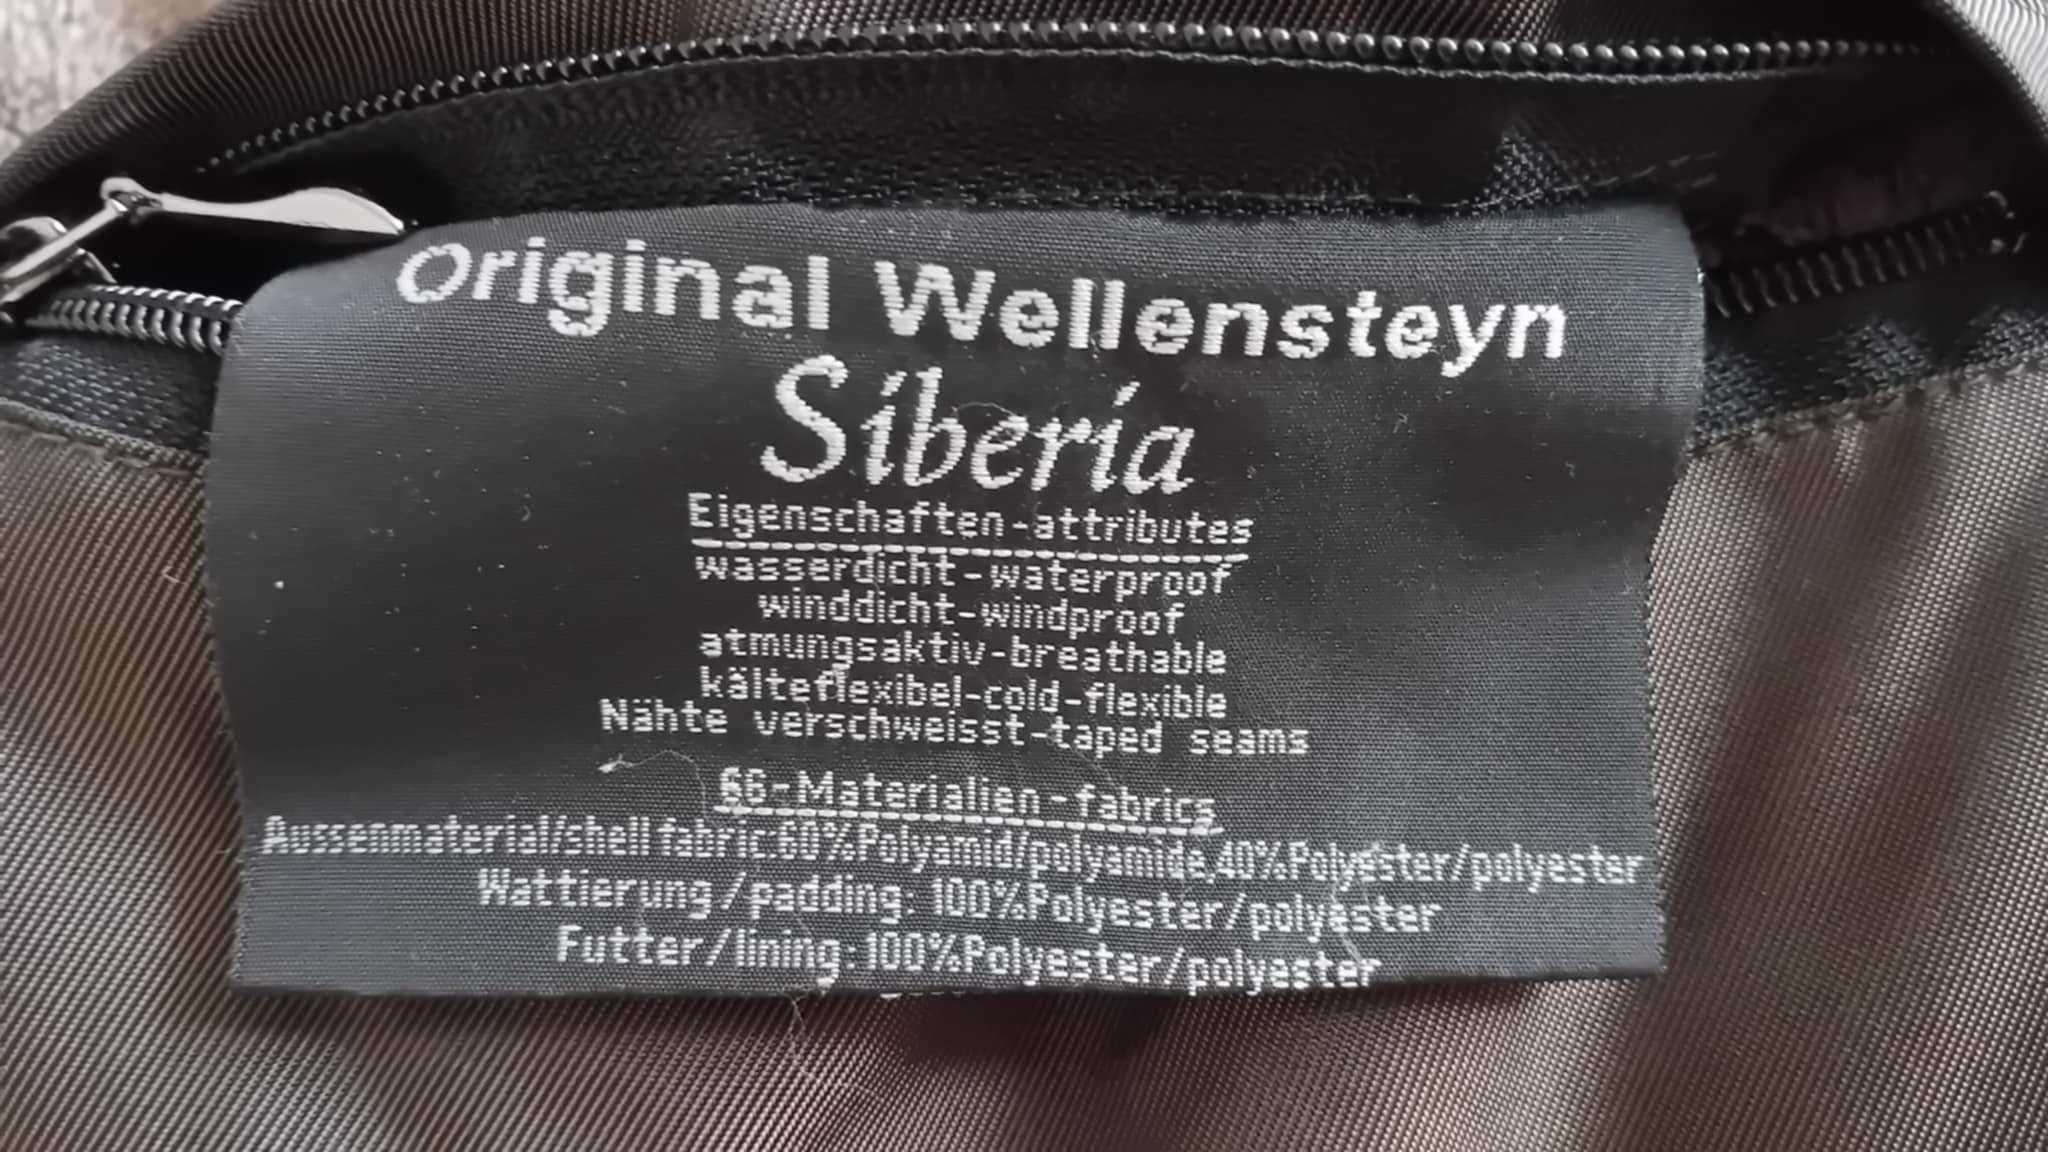 Original Wellensteyn
Siberia
Eigenschaften-attributes
wasserdicht-waterproof
winddicht-windproof
atmungsaktiv-breathable
kälteflexibel-cold-flexible
Nähte verschweisst-taped seams
66-Materialien-fabrics
Aussenmaterial/shell fabric:60%Polyamid/polyamide,40%Polyester/polyester
Wattierung/padding: 100%Polyester/polyester
Futter/lining:100%Polyester/polyester